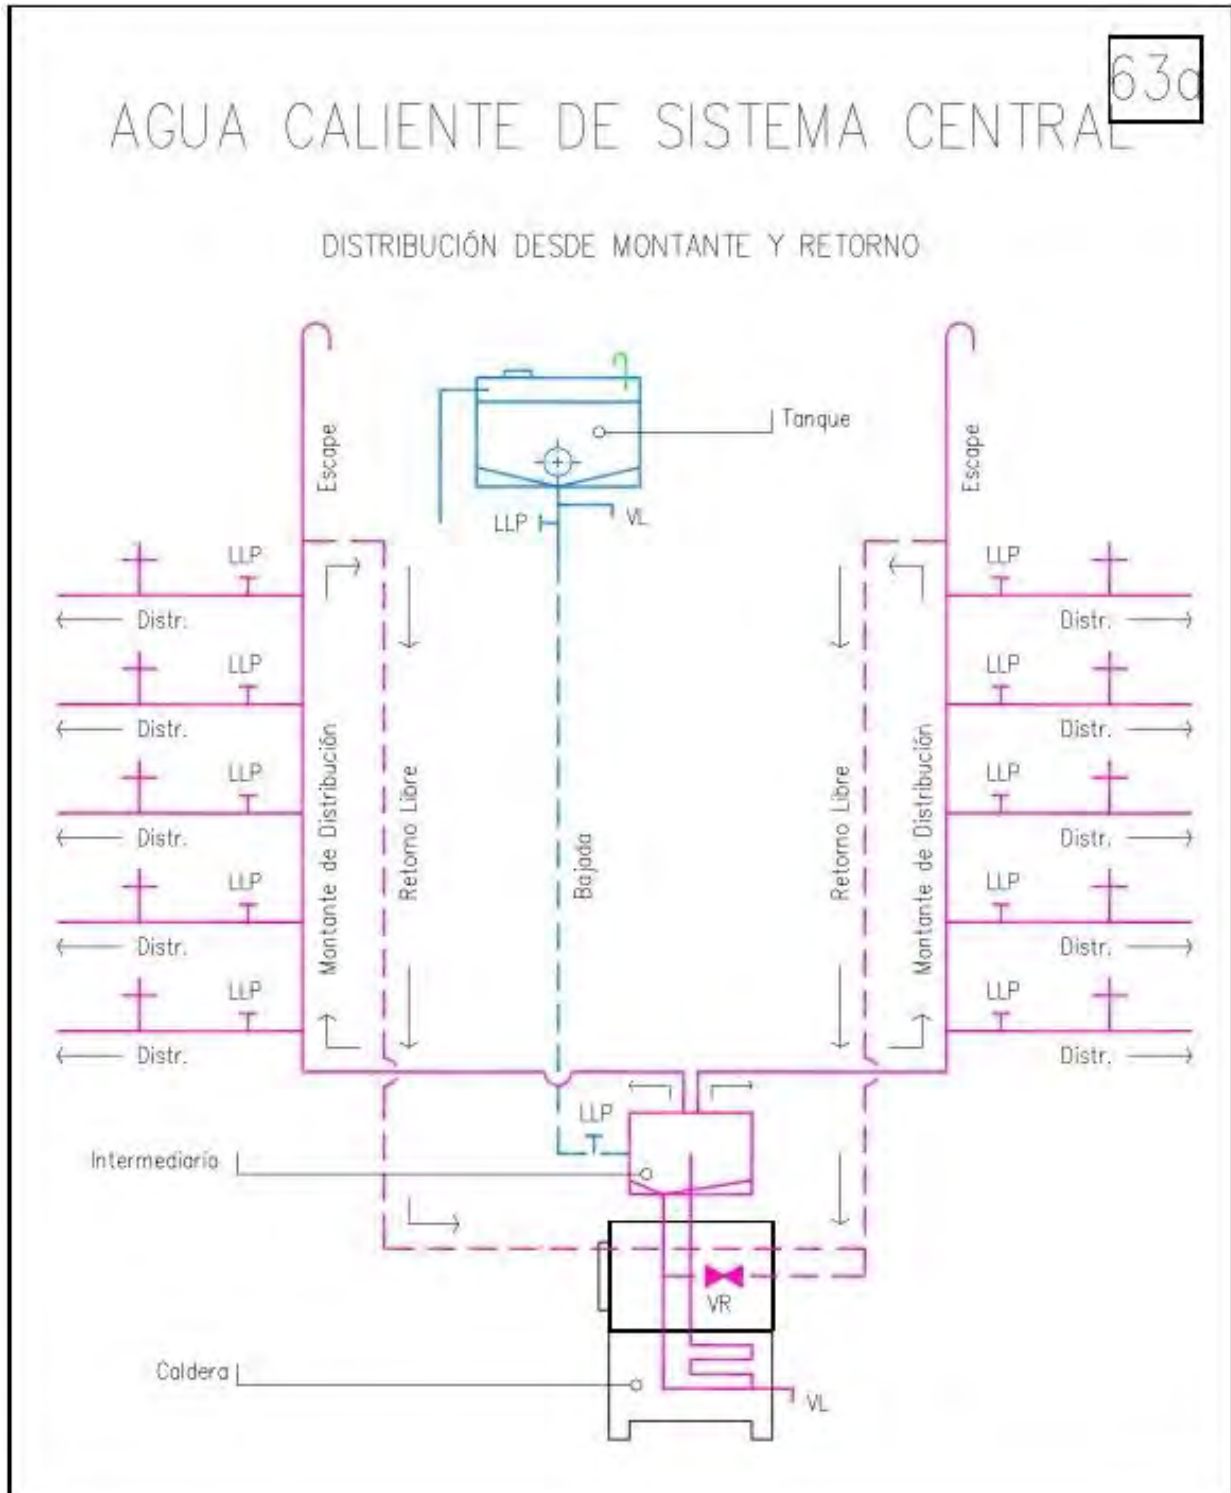 63a
AGUA CALIENTE DE SISTEMA CENTRAL
DISTRIBUCIÓN DESDE MONTANTE Y RETORNO
Escape
Tanque
Escape
LLP
VL
LLP
Distr.
LLP
Distr.
LLP
Distr.
LLP
Distr.
LLP
Distr.
LLP
Distr.
LLP
Distr.
LLP
Distr.
LLP
Distr.
LLP
Distr.
Montante de Distribución
Retorno Libre
Bajada
Retorno Libre
Montante de Distribución
LLP
Intermediario
VR
Caldera
VL